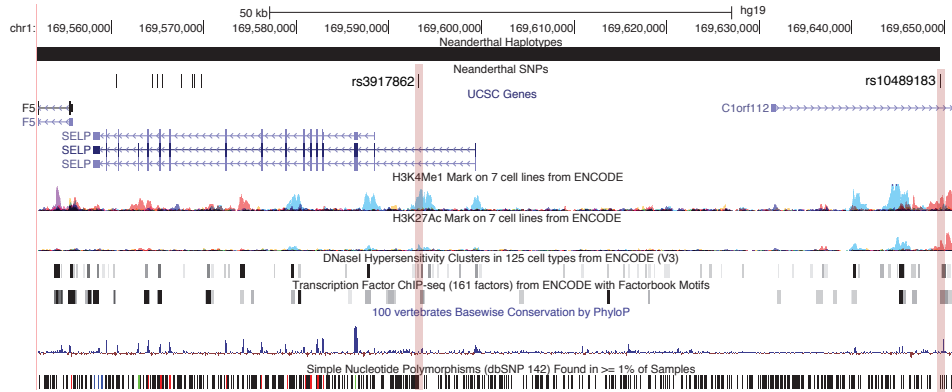 50 kb hg19
chr1: 169,560,000 169,570,000 169,580,000 169,590,000 169,600,000 169,610,000 169,620,000 169,630,000 169,640,000 169,650,000
Neanderthal Haplotypes
Neanderthal SNPs
rs3917862 rs10489183
UCSC Genes
F5 C1orf112
F5
SELP
SELP
SELP
H3K4Me1 Mark on 7 cell lines from ENCODE
H3K27Ac Mark on 7 cell lines from ENCODE
DNaseI Hypersensitivity Clusters in 125 cell types from ENCODE (V3)
Transcription Factor ChIP-seq (161 factors) from ENCODE with Factorbook Motifs
100 vertebrates Basewise Conservation by PhyloP
Simple Nucleotide Polymorphisms (dbSNP 142) Found in >= 1% of Samples